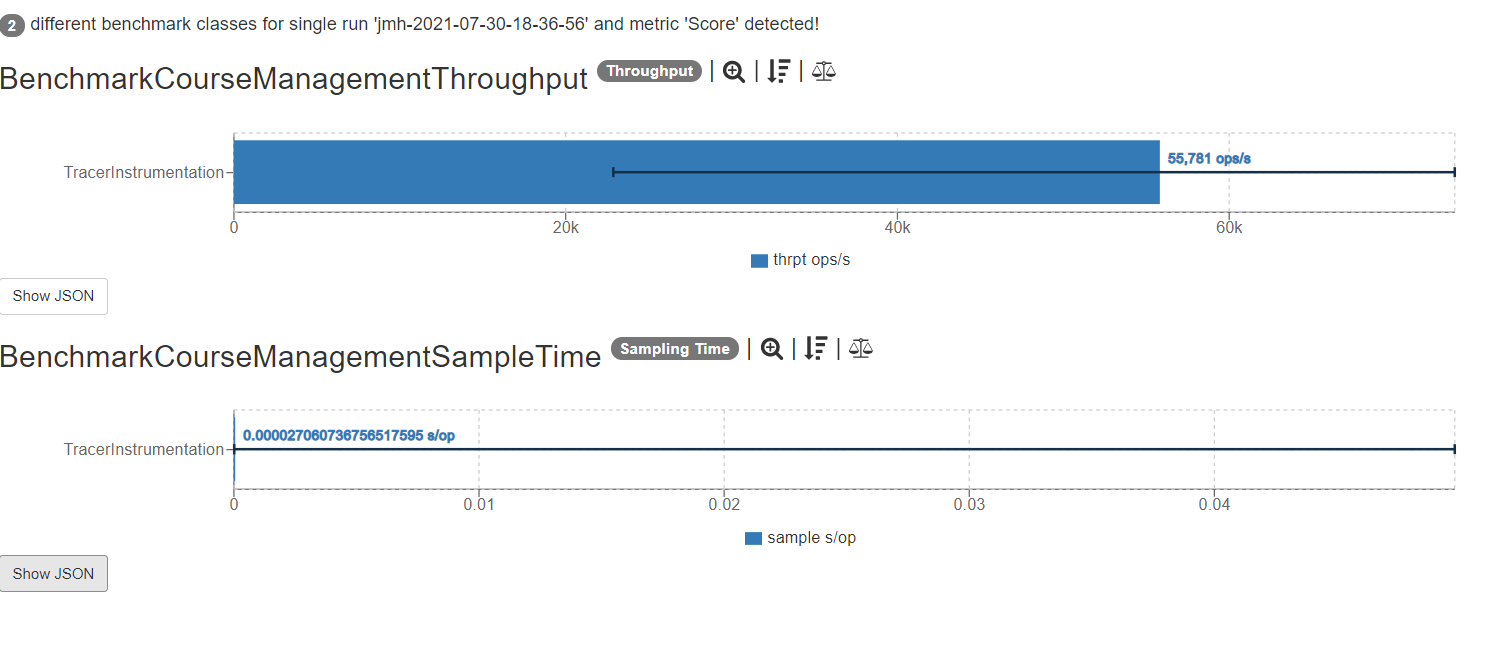 2 different benchmark classes for single run 'jmh-2021-07-30-18-36-56' and metric 'Score' detected!
BenchmarkCourseManagementThroughput Throughput | | |
55,781 ops/s
TracerInstrumentation
0 20k 40k 60k
thrpt ops/s
Show JSON
BenchmarkCourseManagementSampleTime Sampling Time | | |
0.000027060736756517595 s/op
TracerInstrumentation
0 0.01 0.02 0.03 0.04
sample s/op
Show JSON